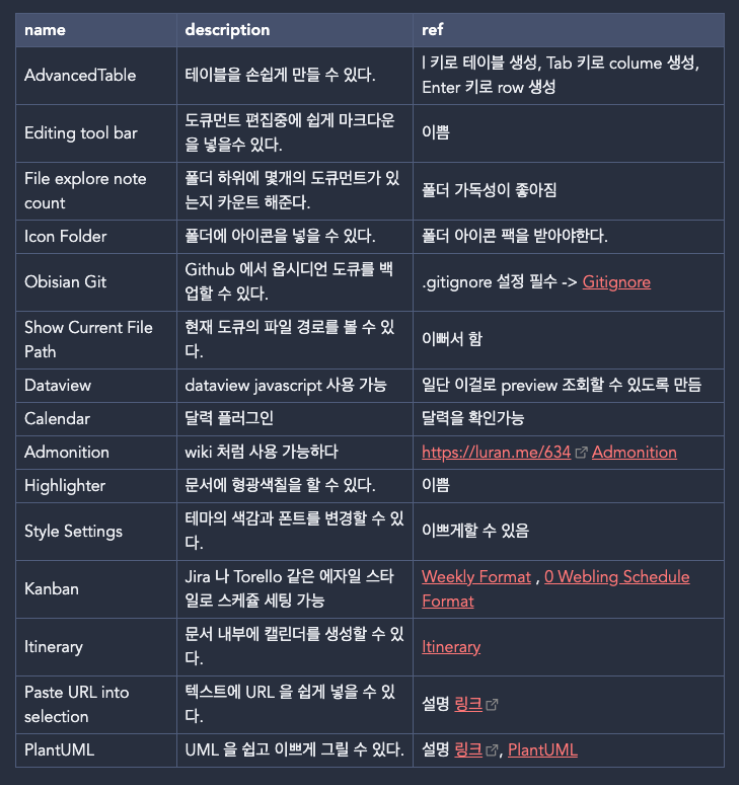 name description ref
AdvancedTable 테이블을 손쉽게 만들 수 있다. | 키로 테이블 생성, Tab 키로 colume 생성,
Enter 키로 row 생성
Editing tool bar 도큐먼트 편집중에 쉽게 마크다운
을 넣을수 있다. 이쁨
File explore note
count 폴더 하위에 몇개의 도큐먼트가 있
는지 카운트 해준다. 폴더 가독성이 좋아짐
Icon Folder 폴더에 아이콘을 넣을 수 있다. 폴더 아이콘 팩을 받아야한다.
Obisian Git Github 에서 옵시디언 도큐를 백
업할 수 있다. .gitignore 설정 필수 -> Gitignore
Show Current File
Path 현재 도큐의 파일 경로를 볼 수 있
다. 이뻐서 함
Dataview dataview javascript 사용 가능 일단 이걸로 preview 조회할 수 있도록 만듬
Calendar 달력 플러그인 달력을 확인가능
Admonition wiki 처럼 사용 가능하다 https://luran.me/634 Admonition
Highlighter 문서에 형광색칠을 할 수 있다. 이쁨
Style Settings 테마의 색감과 폰트를 변경할 수 있
다. 이쁘게할 수 있음
Kanban Jira 나 Torello 같은 에자일 스타
일로 스케쥴 세팅 가능 Weekly Format , 0 Webling Schedule
Format
Itinerary 문서 내부에 캘린더를 생성할 수 있
다. Itinerary
Paste URL into
selection 텍스트에 URL 을 쉽게 넣을 수 있
다. 설명 링크
PlantUML UML 을 쉽고 이쁘게 그릴 수 있다. 설명 링크, PlantUML